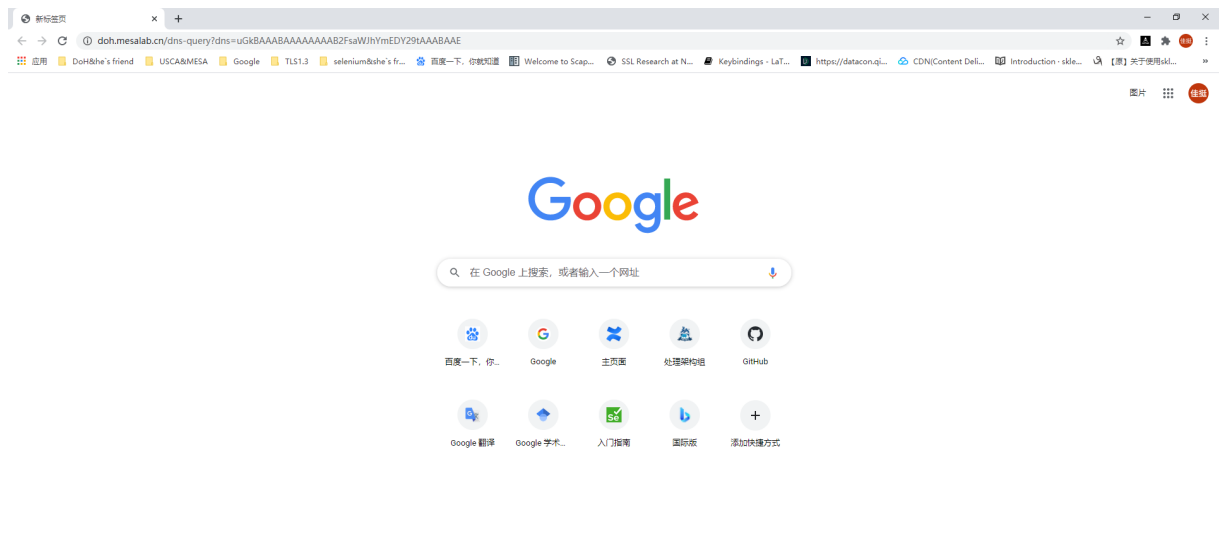 新标签页
doh.mesalab.cn/dns-query?dns=uGkBAAABAAAAAAAAB2FsaWJhYmEDY29tAAABAAE
应用 DoH&she`s friend USCA&MESA Google TLS1.3 selenium&she`s fr... 百度一下，你就知道 Welcome to Scap... SSL Research at N... Keybindings - LaT... https://datacon.qi... CDN(Content Deli... Introduction · skle... 【原】关于使用skl... »
图片 佳挺
Google
在 Google 上搜索，或者输入一个网址
百度一下，你... Google 主页面 处理架构组 GitHub
Google 翻译 Google 学术... 入门指南 国际版 添加快捷方式